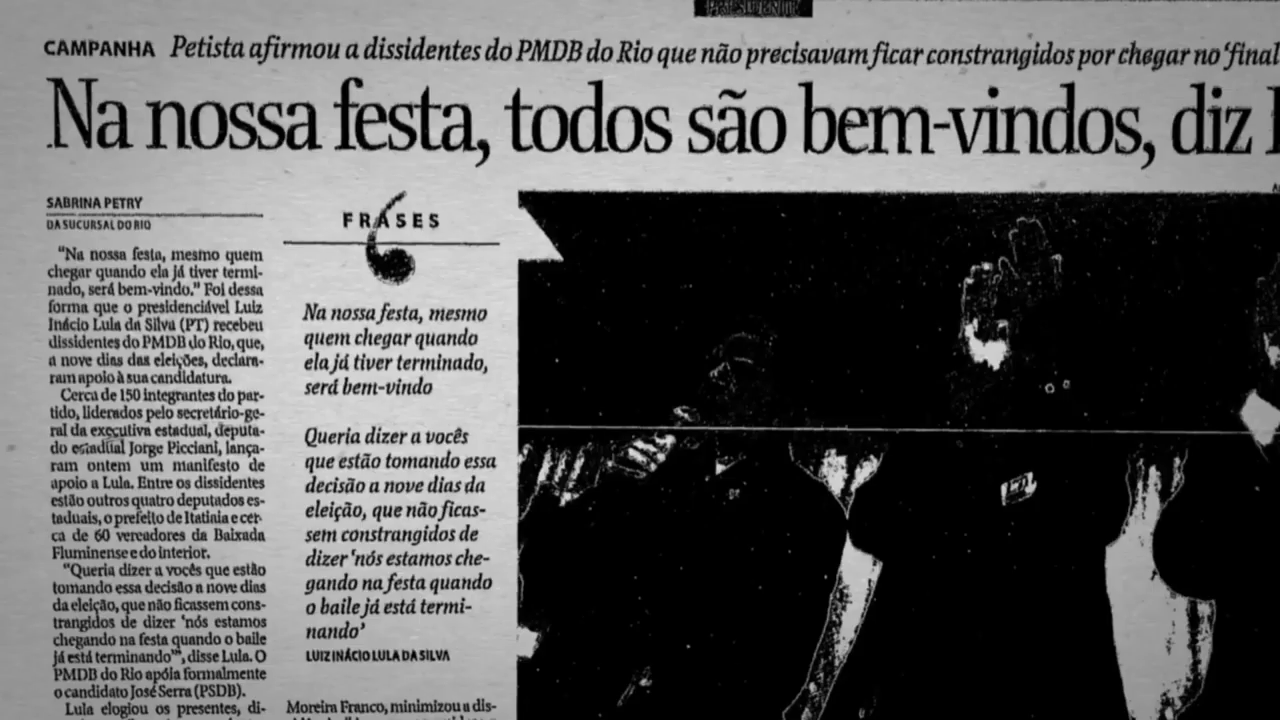 PRESIDENTE
CAMPANHA Petista afirmou a dissidentes do PMDB do Rio que não precisavam ficar constrangidos por chegar no 'final
Na nossa festa, todos são bem-vindos, diz
SABRINA PETRY
DA SUCURSAL DO RIO
"Na nossa festa, mesmo quem
chegar quando ela já tiver termi-
nado, será bem-vindo." Foi dessa
forma que o presidenciável Luiz
Inácio Lula da Silva (PT) recebeu
dissidentes do PMDB do Rio, que,
a nove dias das eleições, declara-
ram apoio à sua candidatura.
Cerca de 150 integrantes do par-
tido, liderados pelo secretário-ge-
ral da executiva estadual, deputa-
do estadual Jorge Picciani, lança-
ram ontem um manifesto de
apoio a Lula. Entre os dissidentes
estão outros quatro deputados es-
taduais, o prefeito de Itatiaia e cer-
ca de 60 vereadores da Baixada
Fluminense e do interior.
"Queria dizer a vocês que estão
tomando essa decisão a nove dias
da eleição, que não ficassem cons-
trangidos de dizer 'nós estamos
chegando na festa quando o baile
já está terminando'", disse Lula. O
PMDB do Rio apóia formalmente
o candidato José Serra (PSDB).
Lula elogiou os presentes, di-
FRASES
Na nossa festa, mesmo
quem chegar quando
ela já tiver terminado,
será bem-vindo
Queria dizer a vocês
que estão tomando essa
decisão a nove dias da
eleição, que não ficas-
sem constrangidos de
dizer 'nós estamos che-
gando na festa quando
o baile já está termi-
nando'
LUIZ INÁCIO LULA DA SILVA
Moreira Franco, minimizou a dis-